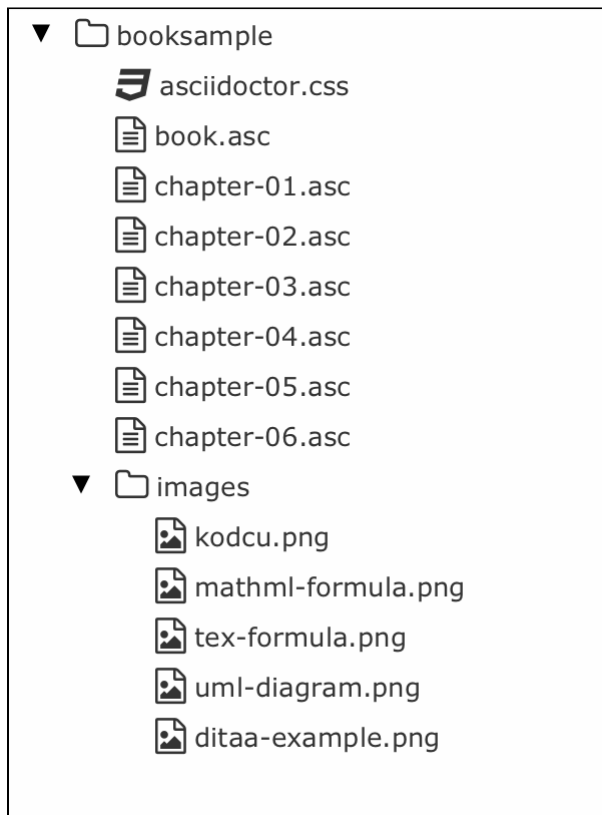 booksample
asciidoctor.css
book.asc
chapter-01.asc
chapter-02.asc
chapter-03.asc
chapter-04.asc
chapter-05.asc
chapter-06.asc
images
kodcu.png
mathml-formula.png
tex-formula.png
uml-diagram.png
ditaa-example.png